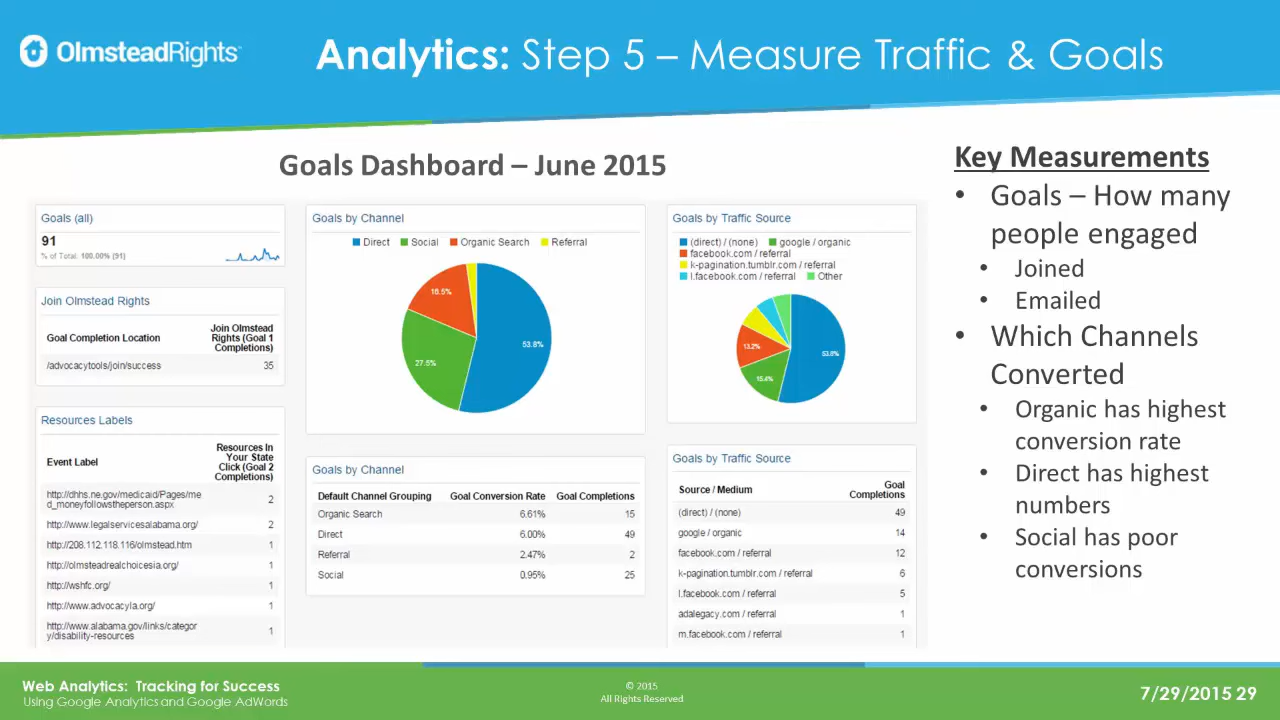 OlmsteadRights
Analytics: Step 5 – Measure Traffic & Goals
Goals Dashboard – June 2015
Goals (all)
91
% of Total: 100.00% (91)
Join Olmstead Rights
Goal Completion Location
Join Olmstead
Rights (Goal 1
Completions)
/advocacytools/join/success 35
Resources Labels
Event Label
Resources In
Your State
Click (Goal 2
Completions)
http://dhhs.ne.gov/medicaid/Pages/me
d_moneyfollowstheperson.aspx 2
http://www.legalservicesalabama.org/ 2
http://208.112.118.116/olmstead.htm 1
http://olmsteadrealchoicesia.org/ 1
http://wshfc.org/ 1
http://www.advocacyla.org/ 1
http://www.alabama.gov/links/categor
y/disability-resources 1
Goals by Channel
Direct Social Organic Search Referral
16.5%
53.8%
27.5%
Goals by Channel
Default Channel Grouping Goal Conversion Rate Goal Completions
Organic Search 6.61% 15
Direct 6.00% 49
Referral 2.47% 2
Social 0.95% 25
Goals by Traffic Source
(direct) / (none) google / organic
facebook.com / referral
k-pagination.tumblr.com / referral
l.facebook.com / referral Other
13.2%
53.8%
15.4%
Goals by Traffic Source
Source / Medium
Goal
Completions
(direct) / (none) 49
google / organic 14
facebook.com / referral 12
k-pagination.tumblr.com / referral 6
l.facebook.com / referral 5
adalegacy.com / referral 1
m.facebook.com / referral 1
Key Measurements
• Goals – How many
people engaged
• Joined
• Emailed
• Which Channels
Converted
• Organic has highest
conversion rate
• Direct has highest
numbers
• Social has poor
conversions
Web Analytics: Tracking for Success
Using Google Analytics and Google AdWords
© 2015
All Rights Reserved
7/29/2015 29